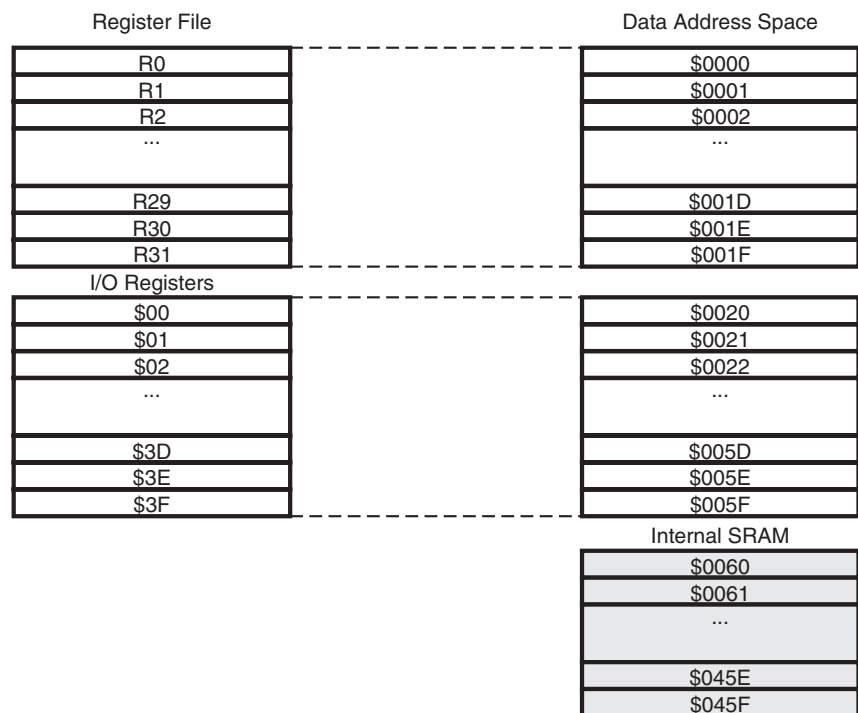 Register File Data Address Space
R0 $0000
R1 $0001
R2 $0002
... ...
R29 $001D
R30 $001E
R31 $001F
I/O Registers
$00 $0020
$01 $0021
$02 $0022
... ...
$3D $005D
$3E $005E
$3F $005F
Internal SRAM
$0060
$0061
...
$045E
$045F